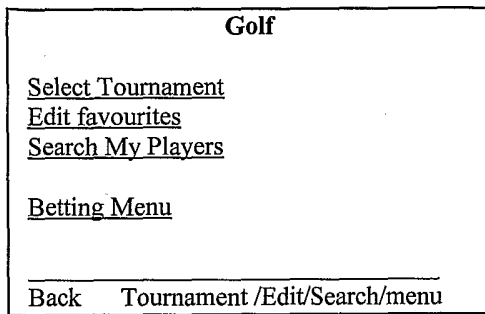 Golf
Select Tournament
Edit favourites
Search My Players
Betting Menu
Back Tournament /Edit/Search/menu